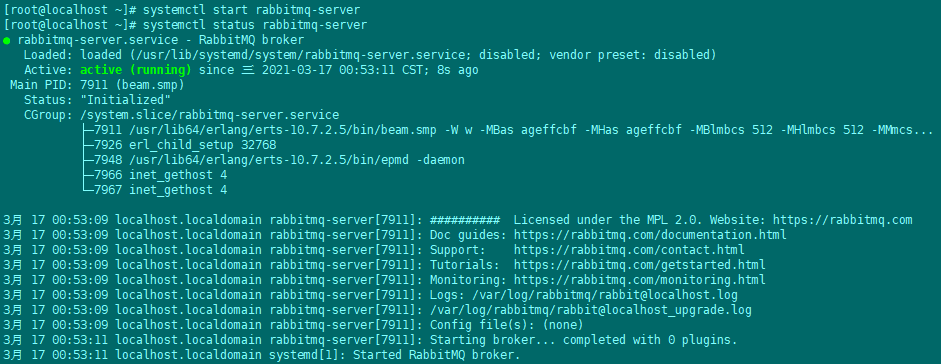 [root@localhost ~]# systemctl start rabbitmq-server
[root@localhost ~]# systemctl status rabbitmq-server
● rabbitmq-server.service - RabbitMQ broker
   Loaded: loaded (/usr/lib/systemd/system/rabbitmq-server.service; disabled; vendor preset: disabled)
   Active: active (running) since 三 2021-03-17 00:53:11 CST; 8s ago
 Main PID: 7911 (beam.smp)
   Status: "Initialized"
   CGroup: /system.slice/rabbitmq-server.service
           ├─7911 /usr/lib64/erlang/erts-10.7.2.5/bin/beam.smp -W w -MBas ageffcbf -MHas ageffcbf -MBlmbcs 512 -MHlmbcs 512 -MMmcs...
           ├─7926 erl_child_setup 32768
           ├─7948 /usr/lib64/erlang/erts-10.7.2.5/bin/epmd -daemon
           ├─7966 inet_gethost 4
           └─7967 inet_gethost 4
3月 17 00:53:09 localhost.localdomain rabbitmq-server[7911]: ##########  Licensed under the MPL 2.0. Website: https://rabbitmq.com
3月 17 00:53:09 localhost.localdomain rabbitmq-server[7911]: Doc guides: https://rabbitmq.com/documentation.html
3月 17 00:53:09 localhost.localdomain rabbitmq-server[7911]: Support:    https://rabbitmq.com/contact.html
3月 17 00:53:09 localhost.localdomain rabbitmq-server[7911]: Tutorials:  https://rabbitmq.com/getstarted.html
3月 17 00:53:09 localhost.localdomain rabbitmq-server[7911]: Monitoring: https://rabbitmq.com/monitoring.html
3月 17 00:53:09 localhost.localdomain rabbitmq-server[7911]: Logs: /var/log/rabbitmq/rabbit@localhost.log
3月 17 00:53:09 localhost.localdomain rabbitmq-server[7911]: /var/log/rabbitmq/rabbit@localhost_upgrade.log
3月 17 00:53:09 localhost.localdomain rabbitmq-server[7911]: Config file(s): (none)
3月 17 00:53:11 localhost.localdomain rabbitmq-server[7911]: Starting broker... completed with 0 plugins.
3月 17 00:53:11 localhost.localdomain systemd[1]: Started RabbitMQ broker.